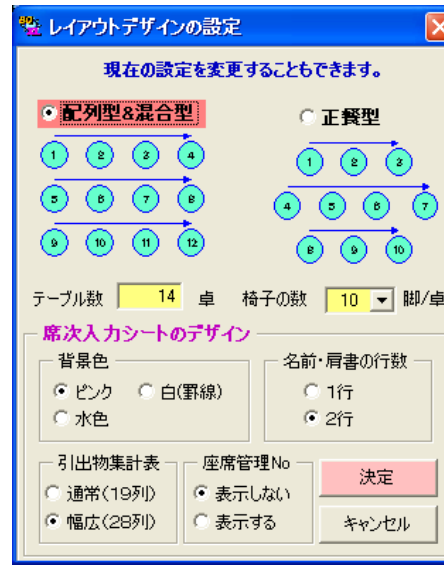 レイアウトデザインの設定
現在の設定を変更することもできます。
配列型&混合型
正餐型
1 2 3 4
5 6 7 8
9 10 11 12
1 2 3
4 5 6 7
8 9 10
テーブル数 14 卓 椅子の数 10 脚/卓
席次入力シートのデザイン
背景色
ピンク 白(罫線)
水色
名前・肩書の行数
1行
2行
引出物集計表
通常(19列)
幅広(28列)
座席管理No
表示しない
表示する
決定
キャンセル